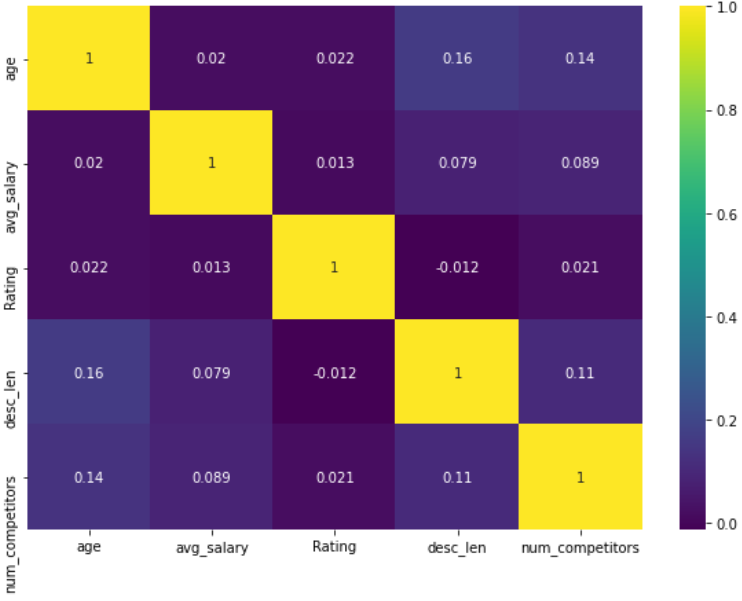 age 1 0.02 0.022 0.16 0.14
avg_salary 0.02 1 0.013 0.079 0.089
Rating 0.022 0.013 1 -0.012 0.021
desc_len 0.16 0.079 -0.012 1 0.11
num_competitors 0.14 0.089 0.021 0.11 1
age avg_salary Rating desc_len num_competitors
1.0
0.8
0.6
0.4
0.2
0.0